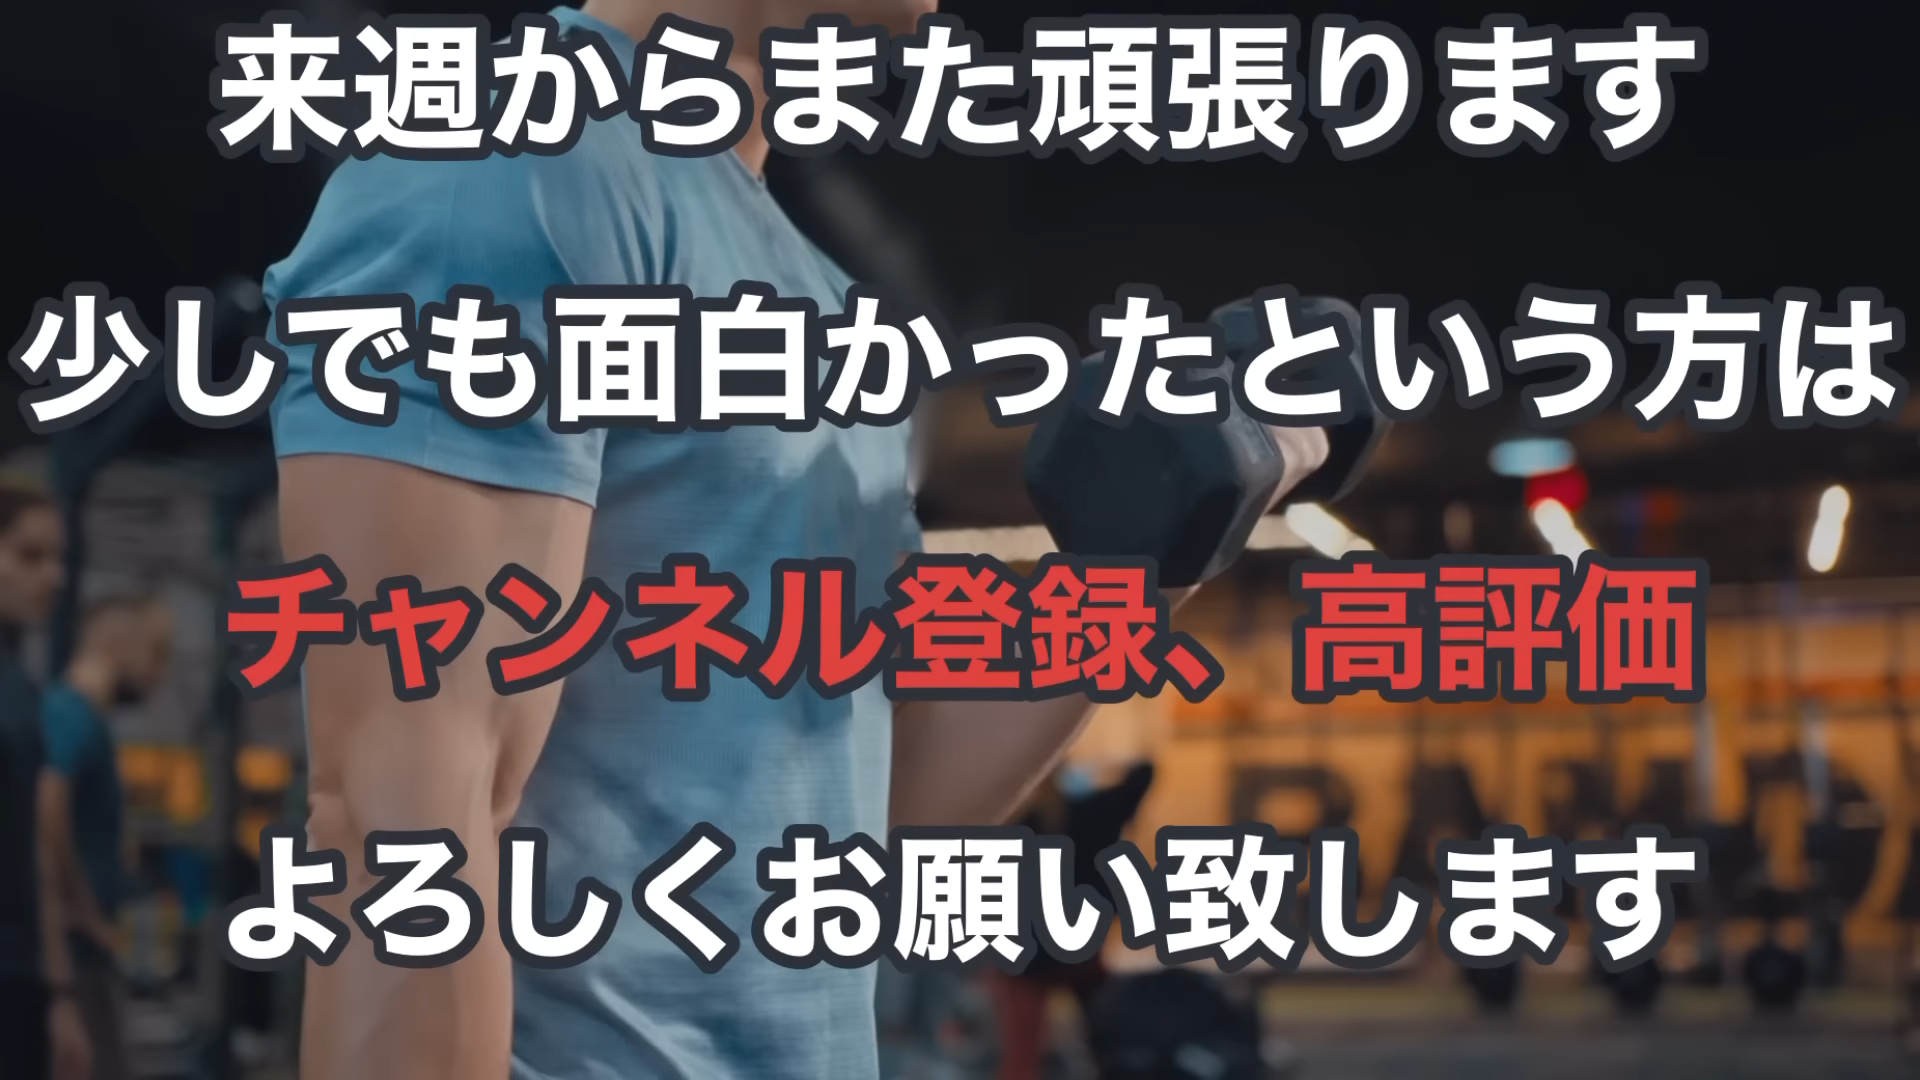 来週からまた頑張ります
少しでも面白かったという方は
チャンネル登録、高評価
よろしくお願い致します